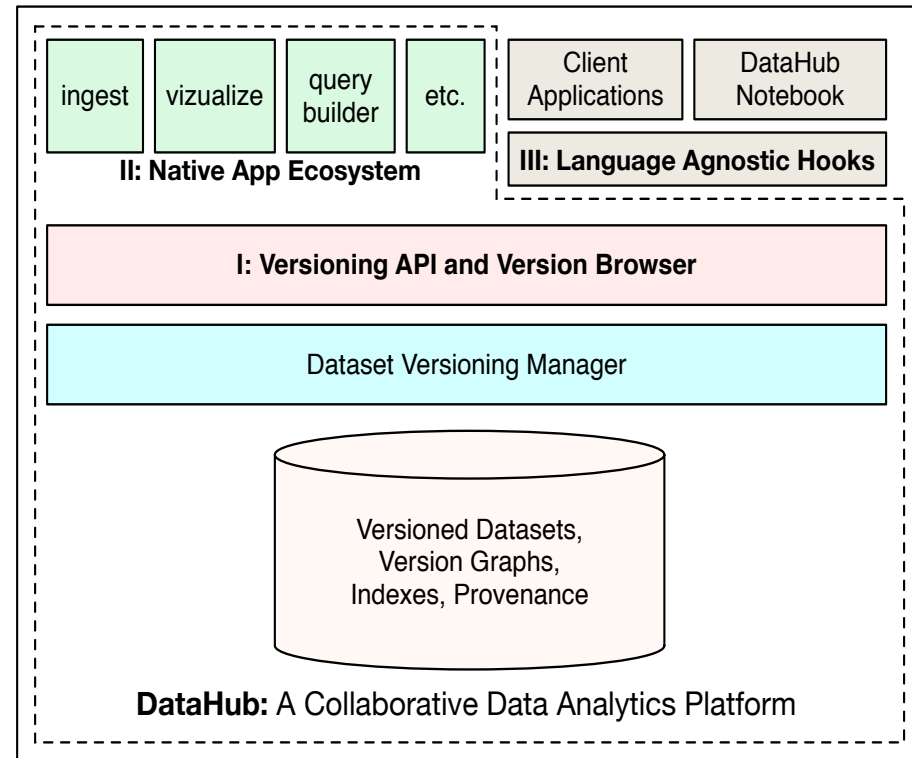 ingest
vizualize
query
builder
etc.
II: Native App Ecosystem
Client
Applications
DataHub
Notebook
III: Language Agnostic Hooks
I: Versioning API and Version Browser
Dataset Versioning Manager
Versioned Datasets,
Version Graphs,
Indexes, Provenance
DataHub: A Collaborative Data Analytics Platform